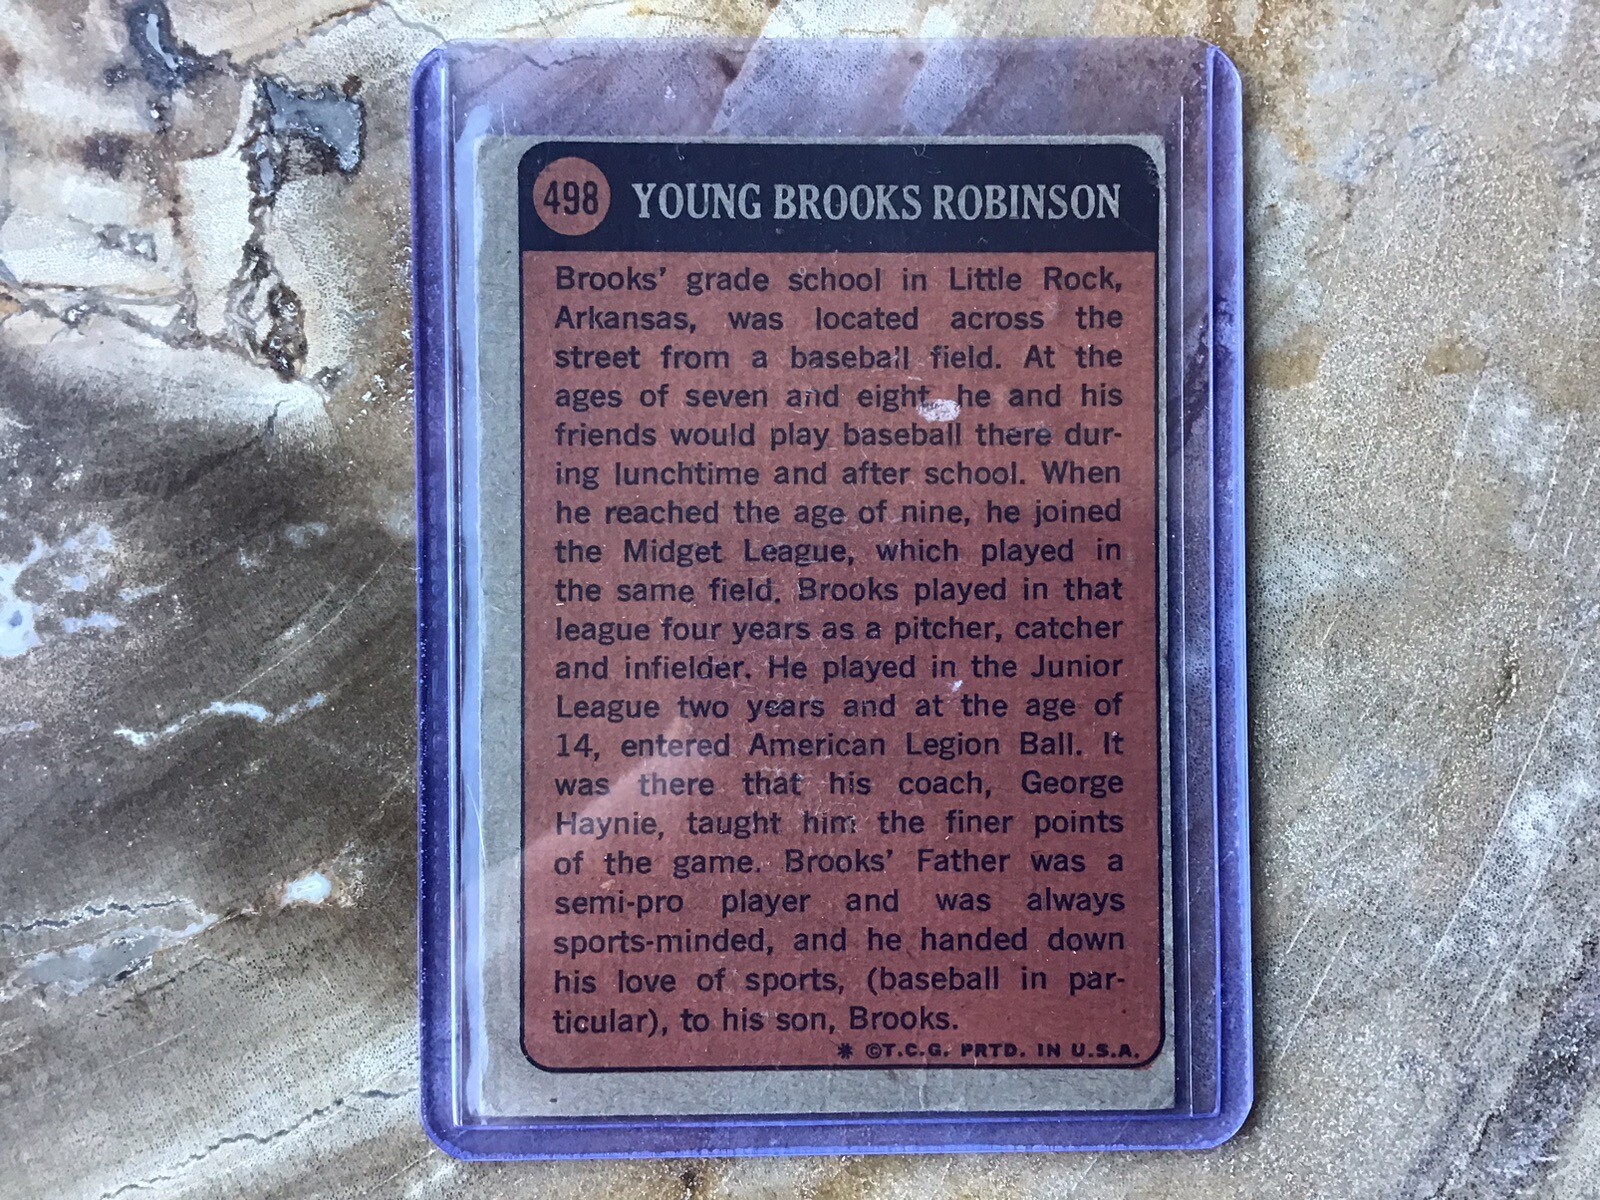 498 YOUNG BROOKS ROBINSON
Brooks' grade school in Little Rock,
Arkansas, was located across the
street from a baseball field. At the
ages of seven and eight he and his
friends would play baseball there dur-
ing lunchtime and after school. When
he reached the age of nine, he joined
the Midget League, which played in
the same field. Brooks played in that
league four years as a pitcher, catcher
and infielder. He played in the Junior
League two years and at the age of
14, entered American Legion Ball. It
was there that his coach, George
Haynie, taught him the finer points
of the game. Brooks' Father was a
semi-pro player and was always
sports-minded, and he handed down
his love of sports, (baseball in par-
ticular), to his son, Brooks.
* ©T.C.G. PRTD. IN U.S.A.